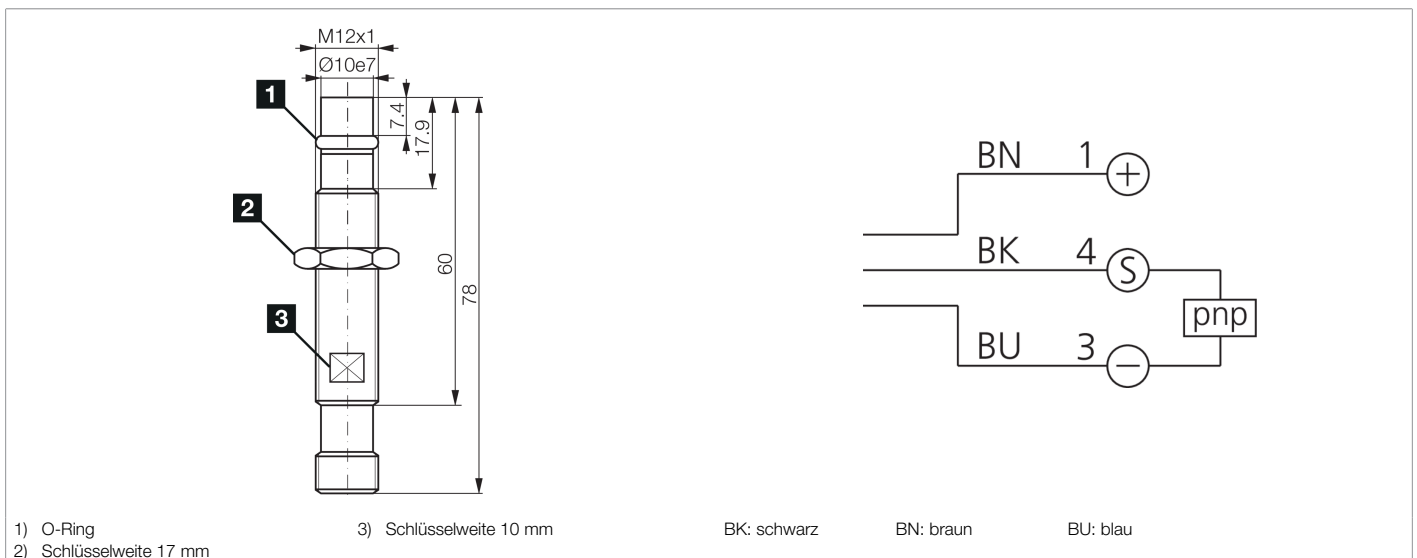 M12x1
Ø10e7
1
7.4
17.9
2
60
78
3
BN 1
+
BK 4
S
pnp
BU 3
−
1) O-Ring
2) Schlüsselweite 17 mm
3) Schlüsselweite 10 mm
BK: schwarz
BN: braun
BU: blau